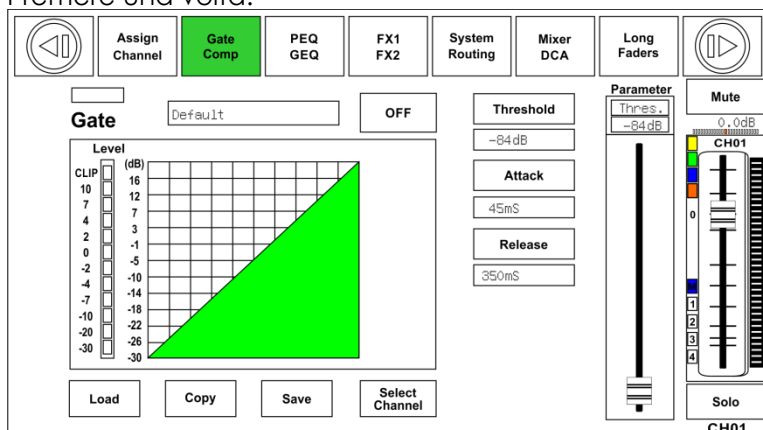 Première und voilà:
Assign Channel
Gate Comp
PEQ GEQ
FX1 FX2
System Routing
Mixer DCA
Long Faders
Gate
Default
OFF
Threshold
-84dB
Attack
45mS
Release
350mS
Parameter
Thres.
-84dB
Mute
0.0dB
CH01
Level
(dB)
CLIP
10
7
4
2
0
-2
-4
-7
-10
-20
-30
16
12
7
3
-1
-5
-10
-14
-18
-22
-26
-30
0
M
1
2
3
4
Load
Copy
Save
Select Channel
Solo
CH01